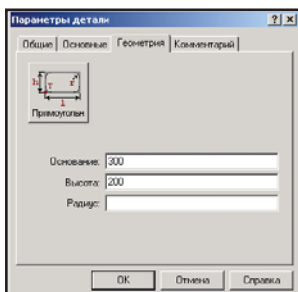 Параметры детали
Общие Основные Геометрия Комментарий
h r
T
l
Прямоугольн
Основание: 300
Высота: 200
Радиус:
OK Отмена Справка